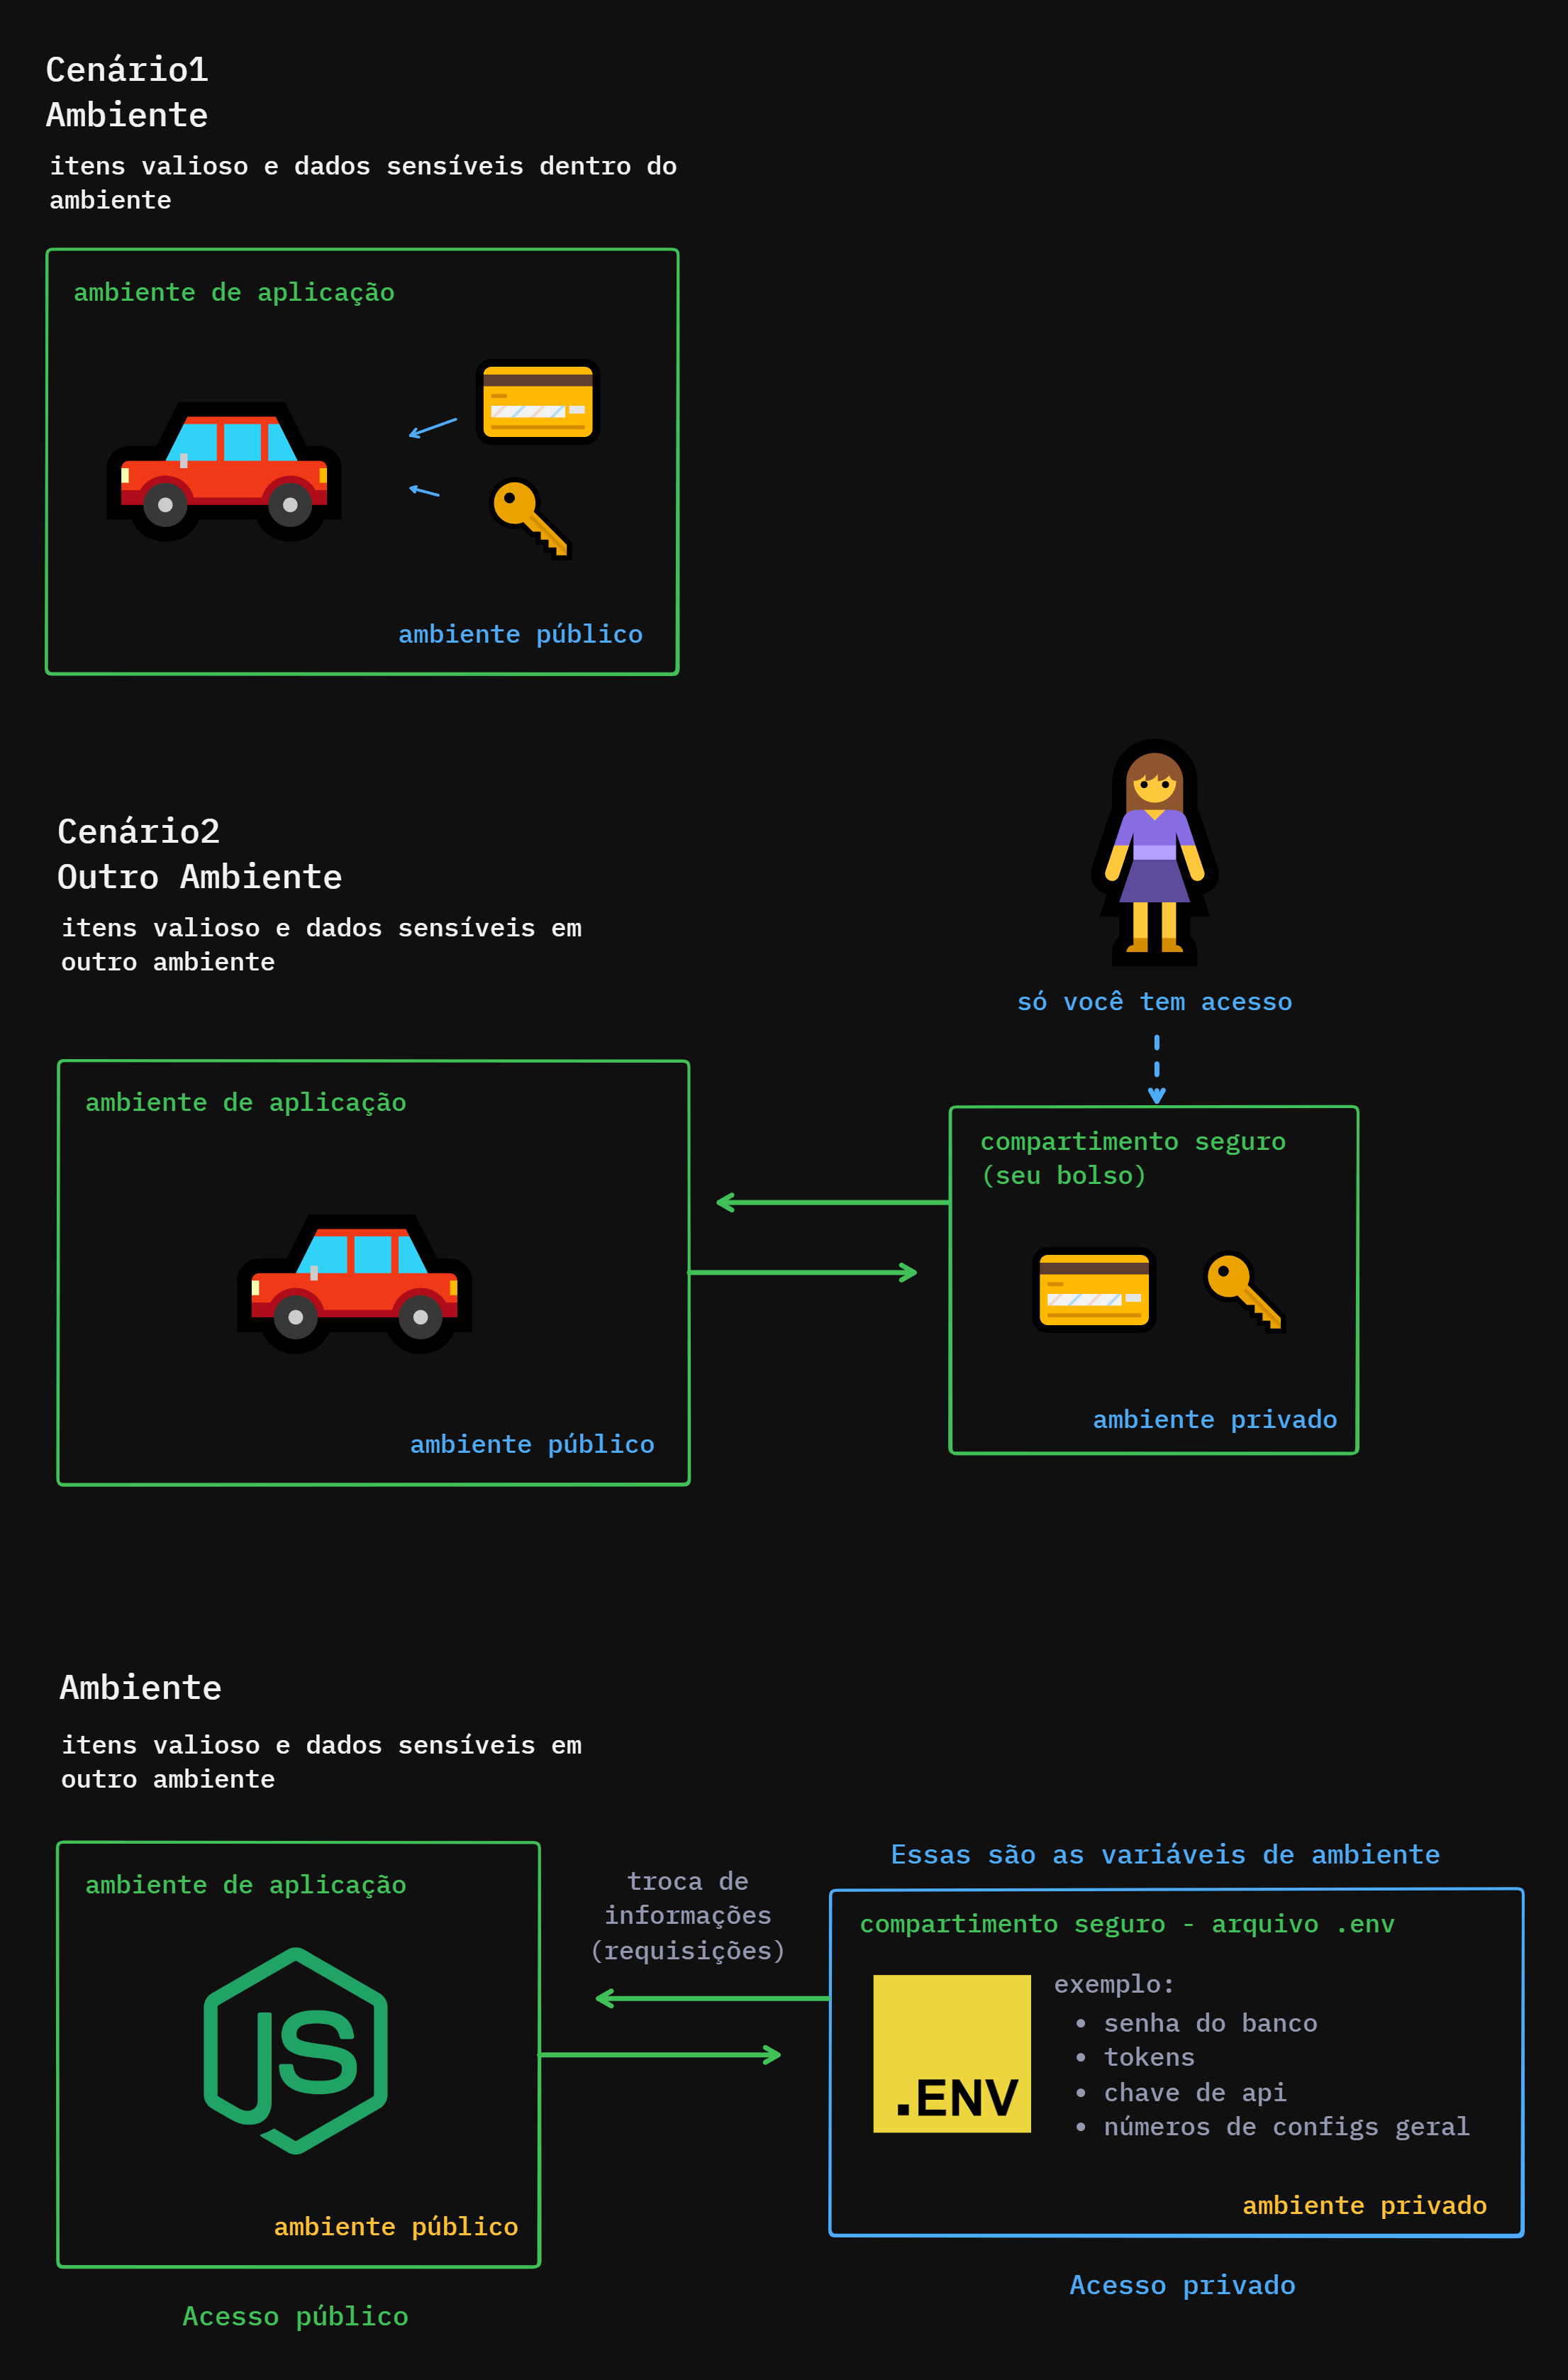 Cenário1
Ambiente
itens valioso e dados sensíveis dentro do
ambiente
ambiente de aplicação
ambiente público
Cenário2
Outro Ambiente
itens valioso e dados sensíveis em
outro ambiente
só você tem acesso
ambiente de aplicação
compartimento seguro
(seu bolso)
ambiente privado
ambiente público
Ambiente
itens valioso e dados sensíveis em
outro ambiente
Essas são as variáveis de ambiente
ambiente de aplicação
troca de
informações
(requisições)
compartimento seguro - arquivo .env
JS
.ENV
exemplo:
• senha do banco
• tokens
• chave de api
• números de configs geral
ambiente privado
ambiente público
Acesso privado
Acesso público